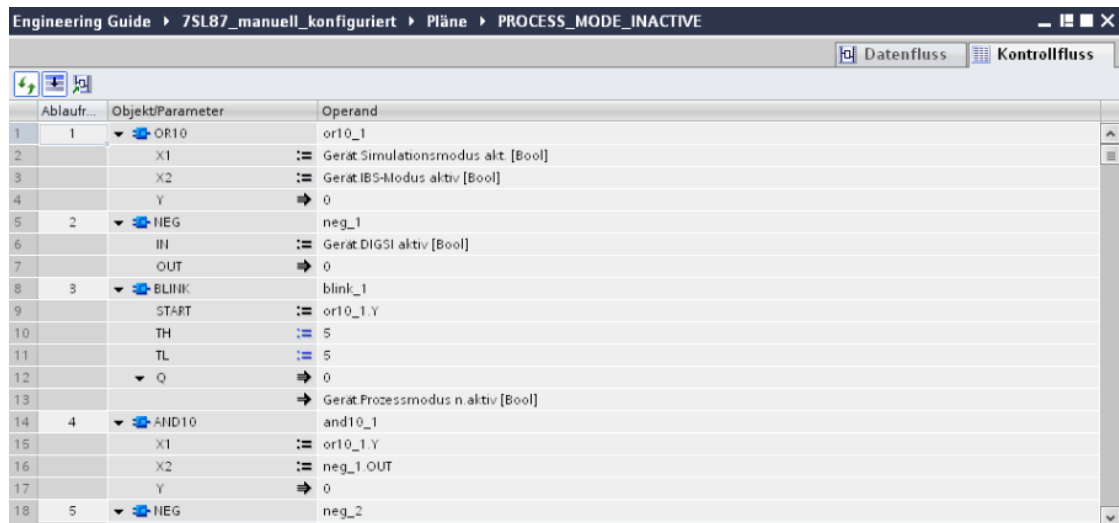 Engineering Guide ▸ 7SL87_manuell_konfiguriert ▸ Pläne ▸ PROCESS_MODE_INACTIVE
Datenfluss Kontrollfluss
Ablaufr... Objekt/Parameter Operand
1 1 OR10 or10_1
2 X1 := Gerät.Simulationsmodus akt. [Bool]
3 X2 := Gerät.IBS-Modus aktiv [Bool]
4 Y ⇒ 0
5 2 NEG neg_1
6 IN := Gerät.DIGSI aktiv [Bool]
7 OUT ⇒ 0
8 3 BLINK blink_1
9 START := or10_1.Y
10 TH := 5
11 TL := 5
12 Q ⇒ 0
13 ⇒ Gerät.Prozessmodus n.aktiv [Bool]
14 4 AND10 and10_1
15 X1 := or10_1.Y
16 X2 := neg_1.OUT
17 Y ⇒ 0
18 5 NEG neg_2